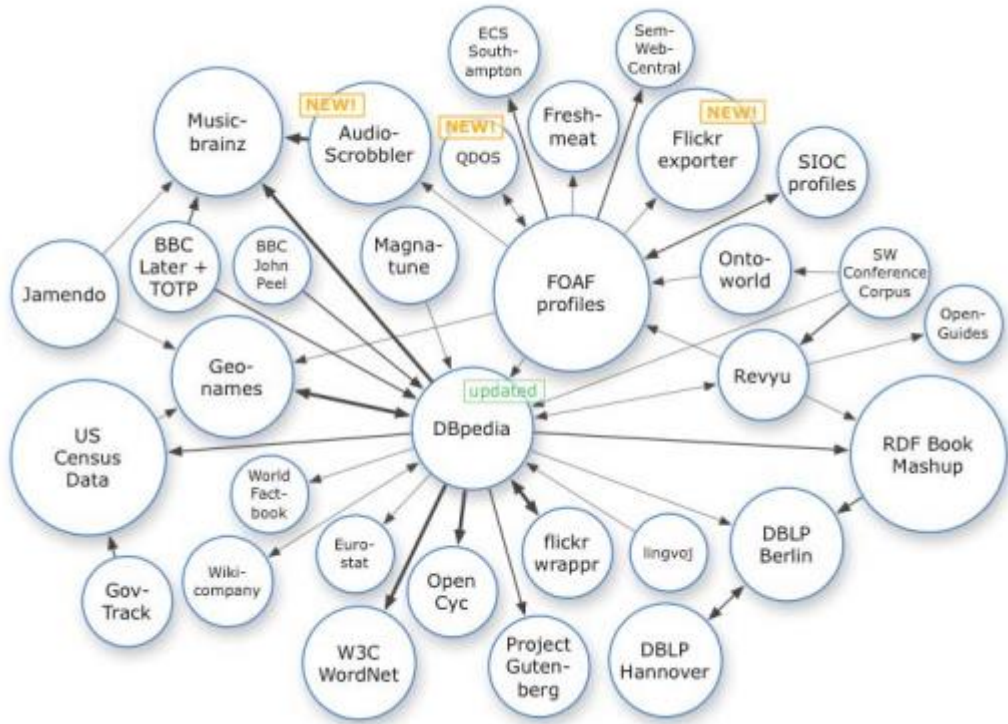 ECS
South-
ampton
Sem-
Web-
Central
NEW!
Music-
brainz
Audio-
Scrobbler
NEW!
QDOS
Fresh-
meat
NEW!
Flickr
exporter
SIOC
profiles
Jamendo
BBC
Later +
TOTP
BBC
John
Peel
Magna-
tune
FOAF
profiles
Onto-
world
SW
Conference
Corpus
Open-
Guides
Geo-
names
Revyu
updated
DBpedia
US
Census
Data
RDF Book
Mashup
World
Fact-
book
Euro-
stat
flickr
wrappr
lingvoj
DBLP
Berlin
Gov-
Track
Wiki-
company
Open
Cyc
W3C
WordNet
Project
Guten-
berg
DBLP
Hannover